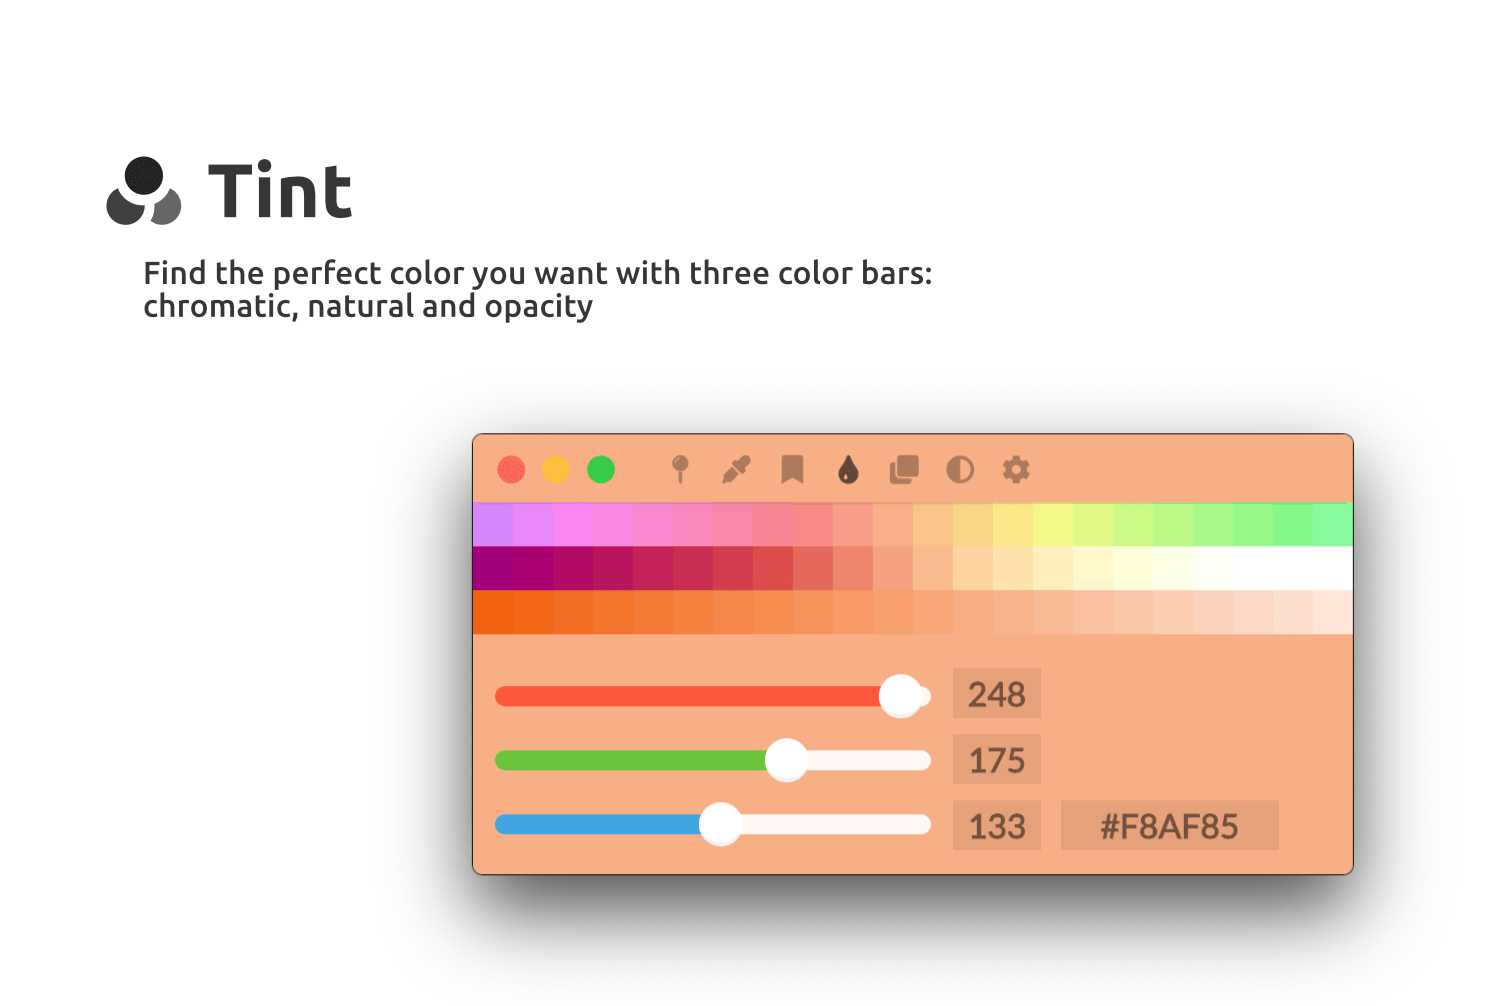 Tint
Find the perfect color you want with three color bars:
chromatic, natural and opacity
248
175
133
#F8AF85